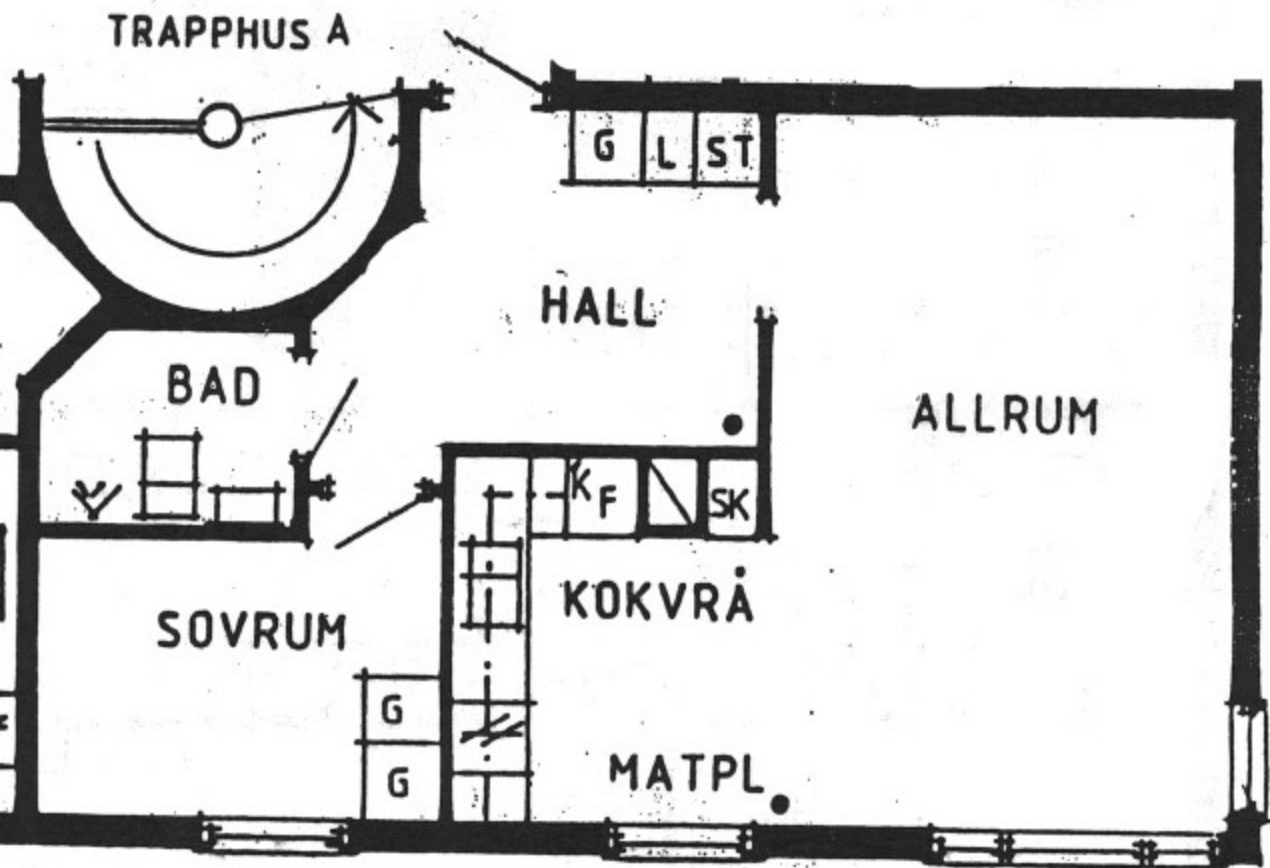 TRAPPHUS A
G L ST
HALL
BAD
ALLRUM
K F SK
KOKVRÅ
SOVRUM
G
MATPL
G